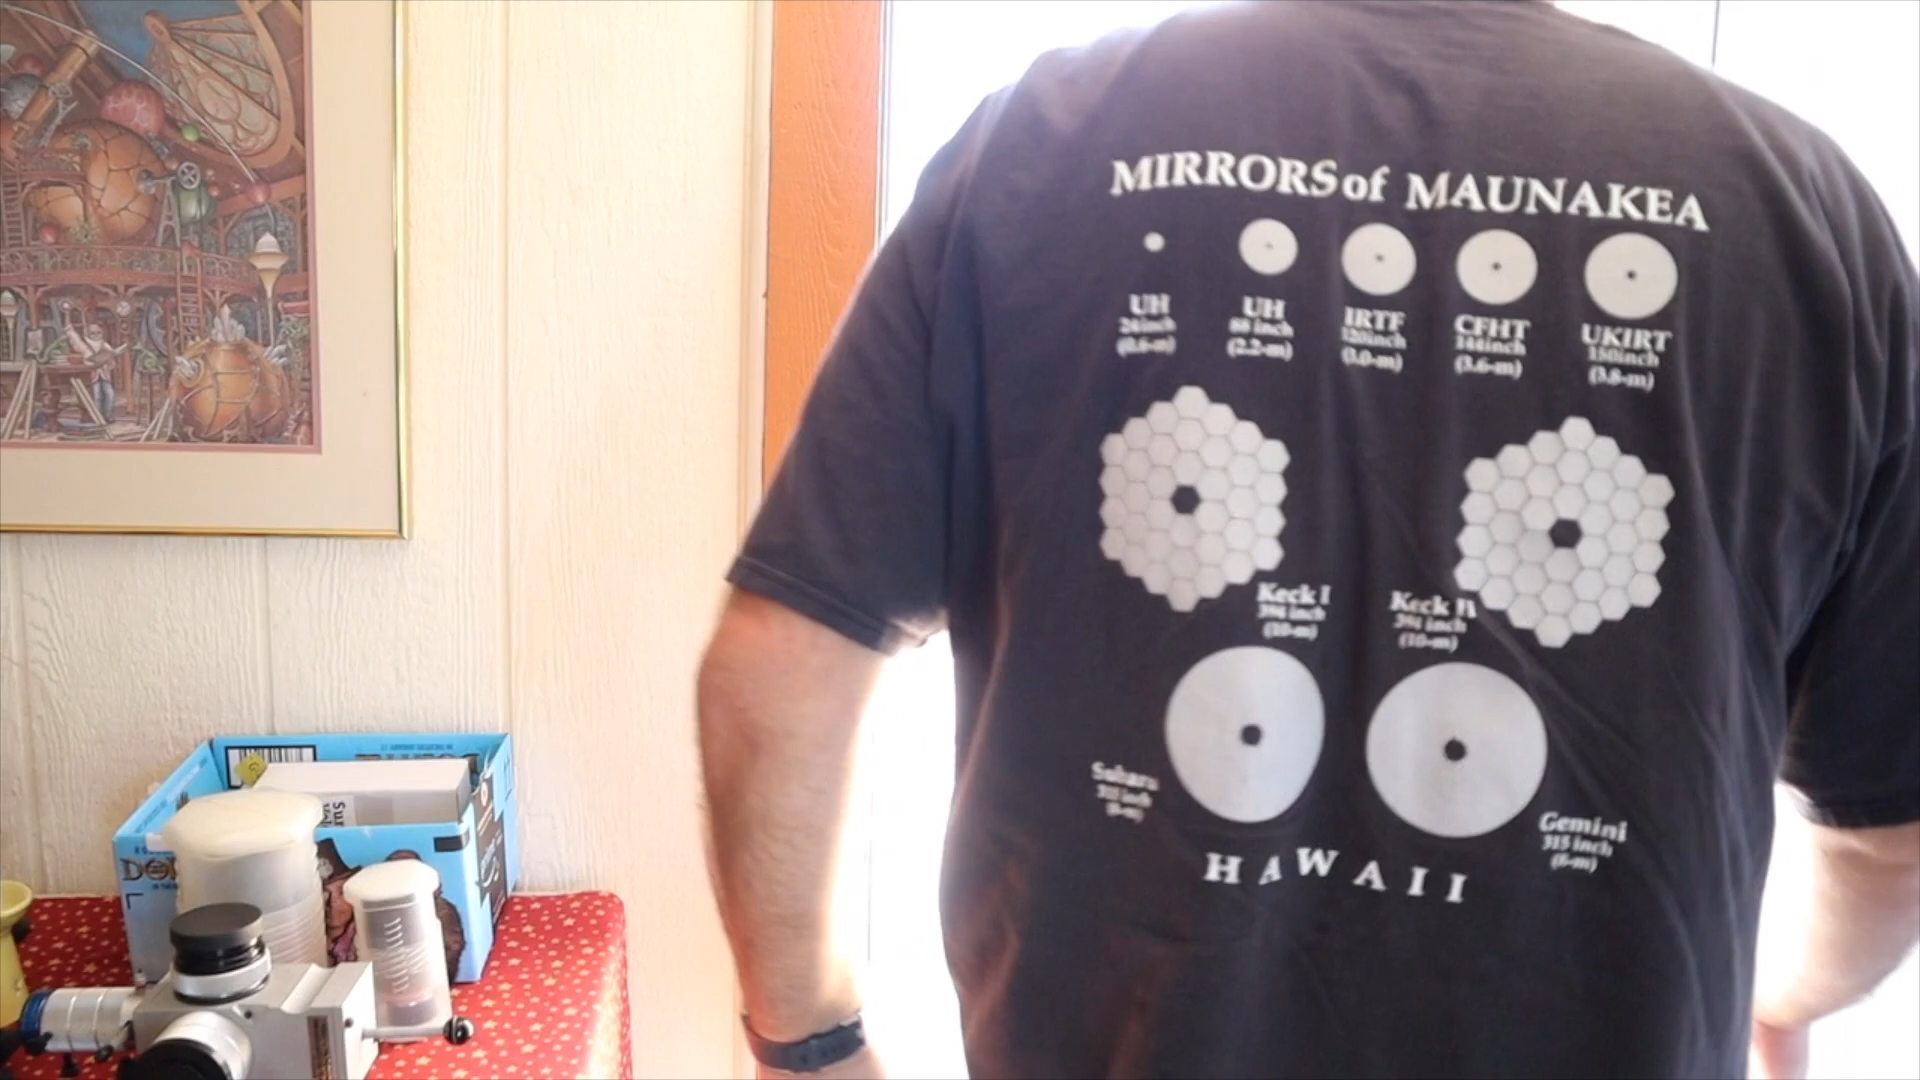 MIRRORS of MAUNAKEA
UH
24inch
(0.6-m)
UH
88 inch
(2.2-m)
IRTF
120inch
(3.0-m)
CFHT
144inch
(3.6-m)
UKIRT
150inch
(3.8-m)
Keck I
394 inch
(10-m)
Keck II
394 inch
(10-m)
Subaru
Gemini
315 inch
(8-m)
HAWAII